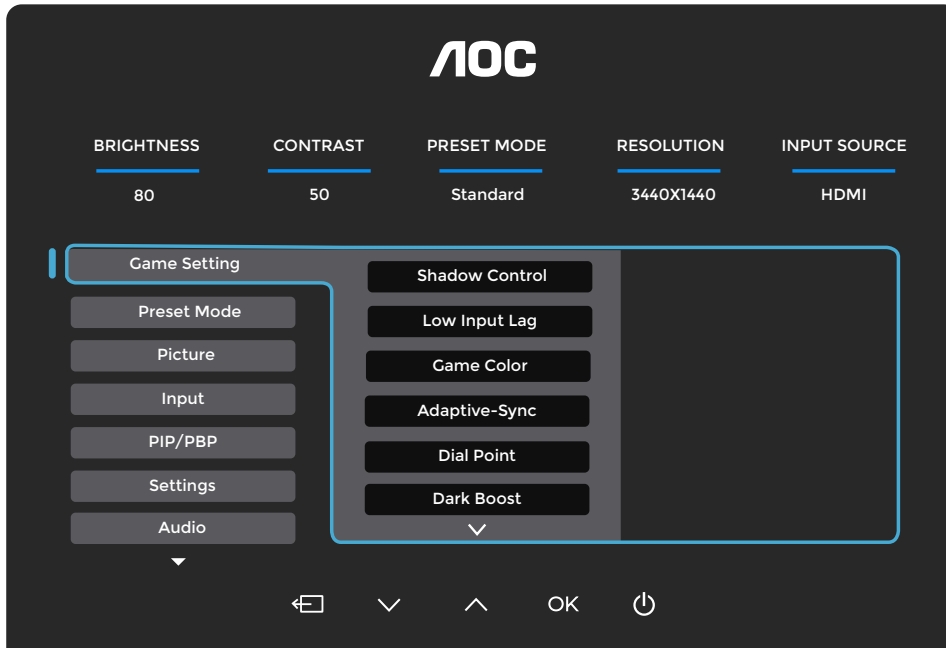 AOC
BRIGHTNESS CONTRAST PRESET MODE RESOLUTION INPUT SOURCE
80 50 Standard 3440X1440 HDMI
Game Setting
Preset Mode
Picture
Input
PIP/PBP
Settings
Audio
Shadow Control
Low Input Lag
Game Color
Adaptive-Sync
Dial Point
Dark Boost
OK